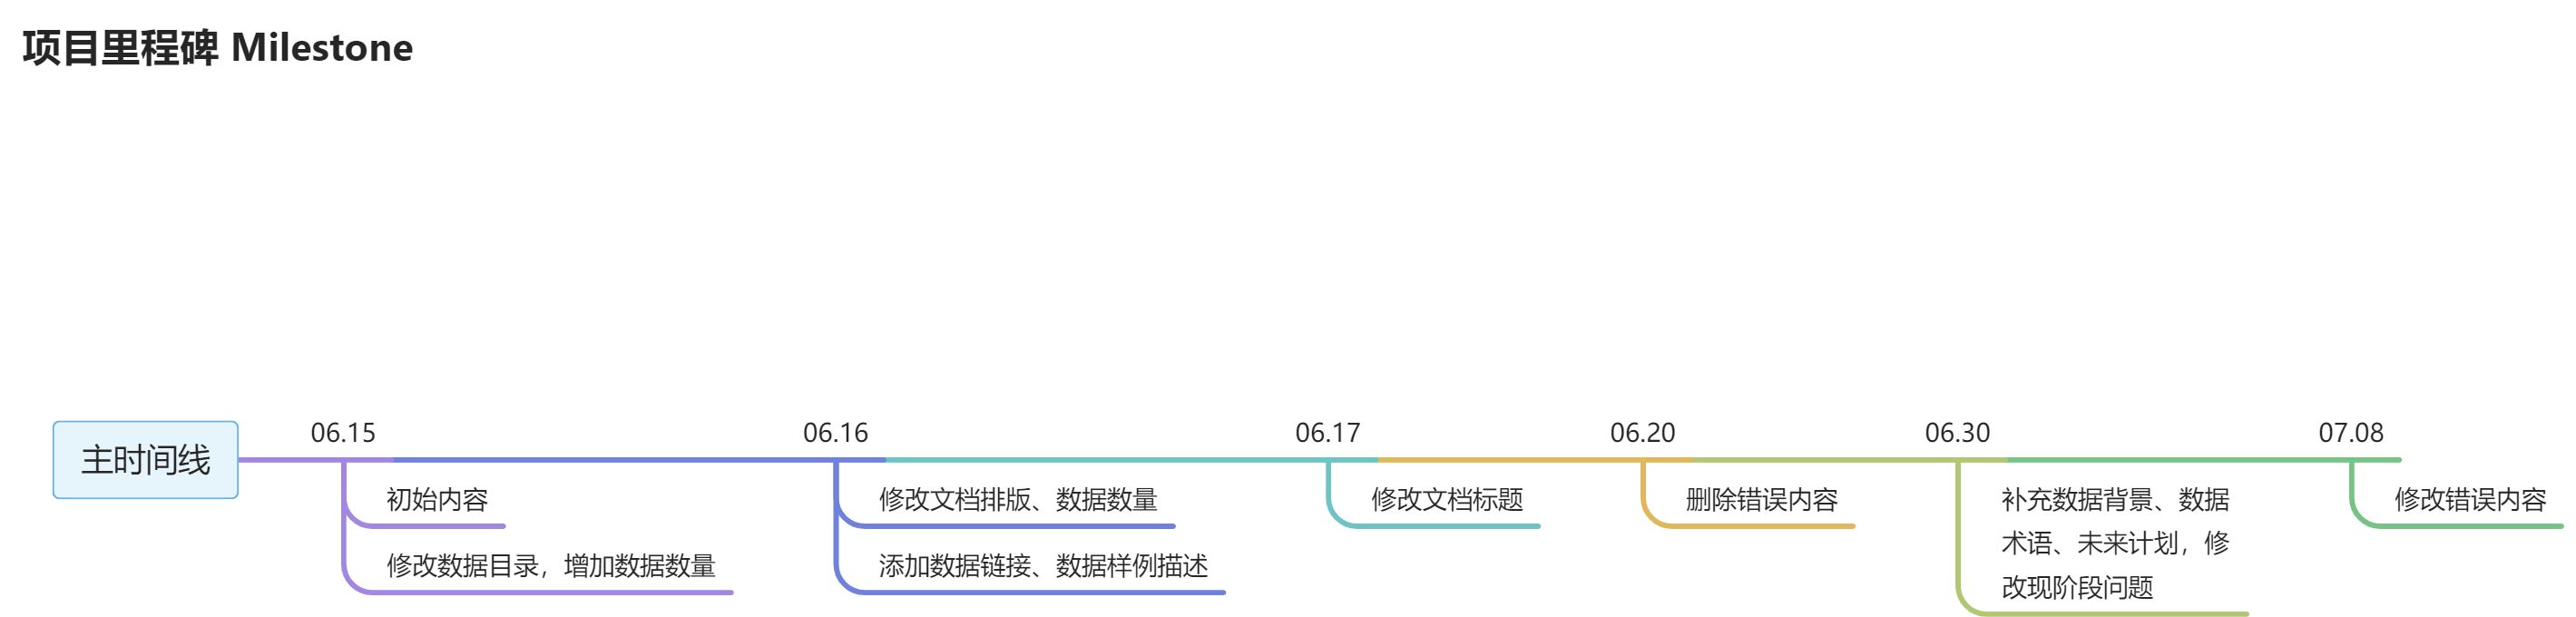 项目里程碑 Milestone
主时间线
06.15
初始内容
修改数据目录，增加数据数量
06.16
修改文档排版、数据数量
添加数据链接、数据样例描述
06.17
修改文档标题
06.20
删除错误内容
06.30
补充数据背景、数据
术语、未来计划，修
改现阶段问题
07.08
修改错误内容